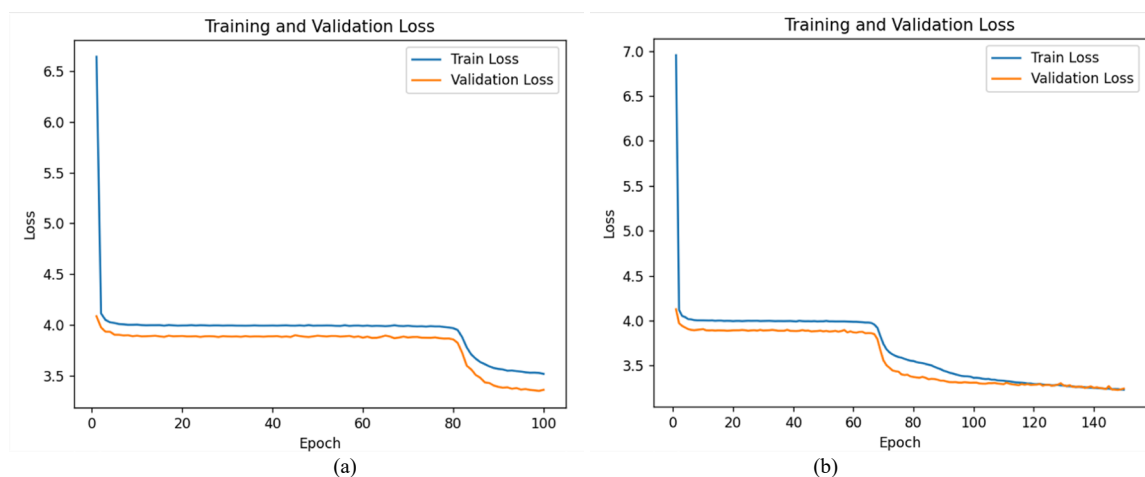 Training and Validation Loss
Train Loss
Validation Loss
6.5
6.0
5.5
5.0
4.5
4.0
3.5
Loss
0
20
40
60
80
100
Epoch
(a)
Training and Validation Loss
Train Loss
Validation Loss
7.0
6.5
6.0
5.5
5.0
4.5
4.0
3.5
Loss
0
20
40
60
80
100
120
140
Epoch
(b)